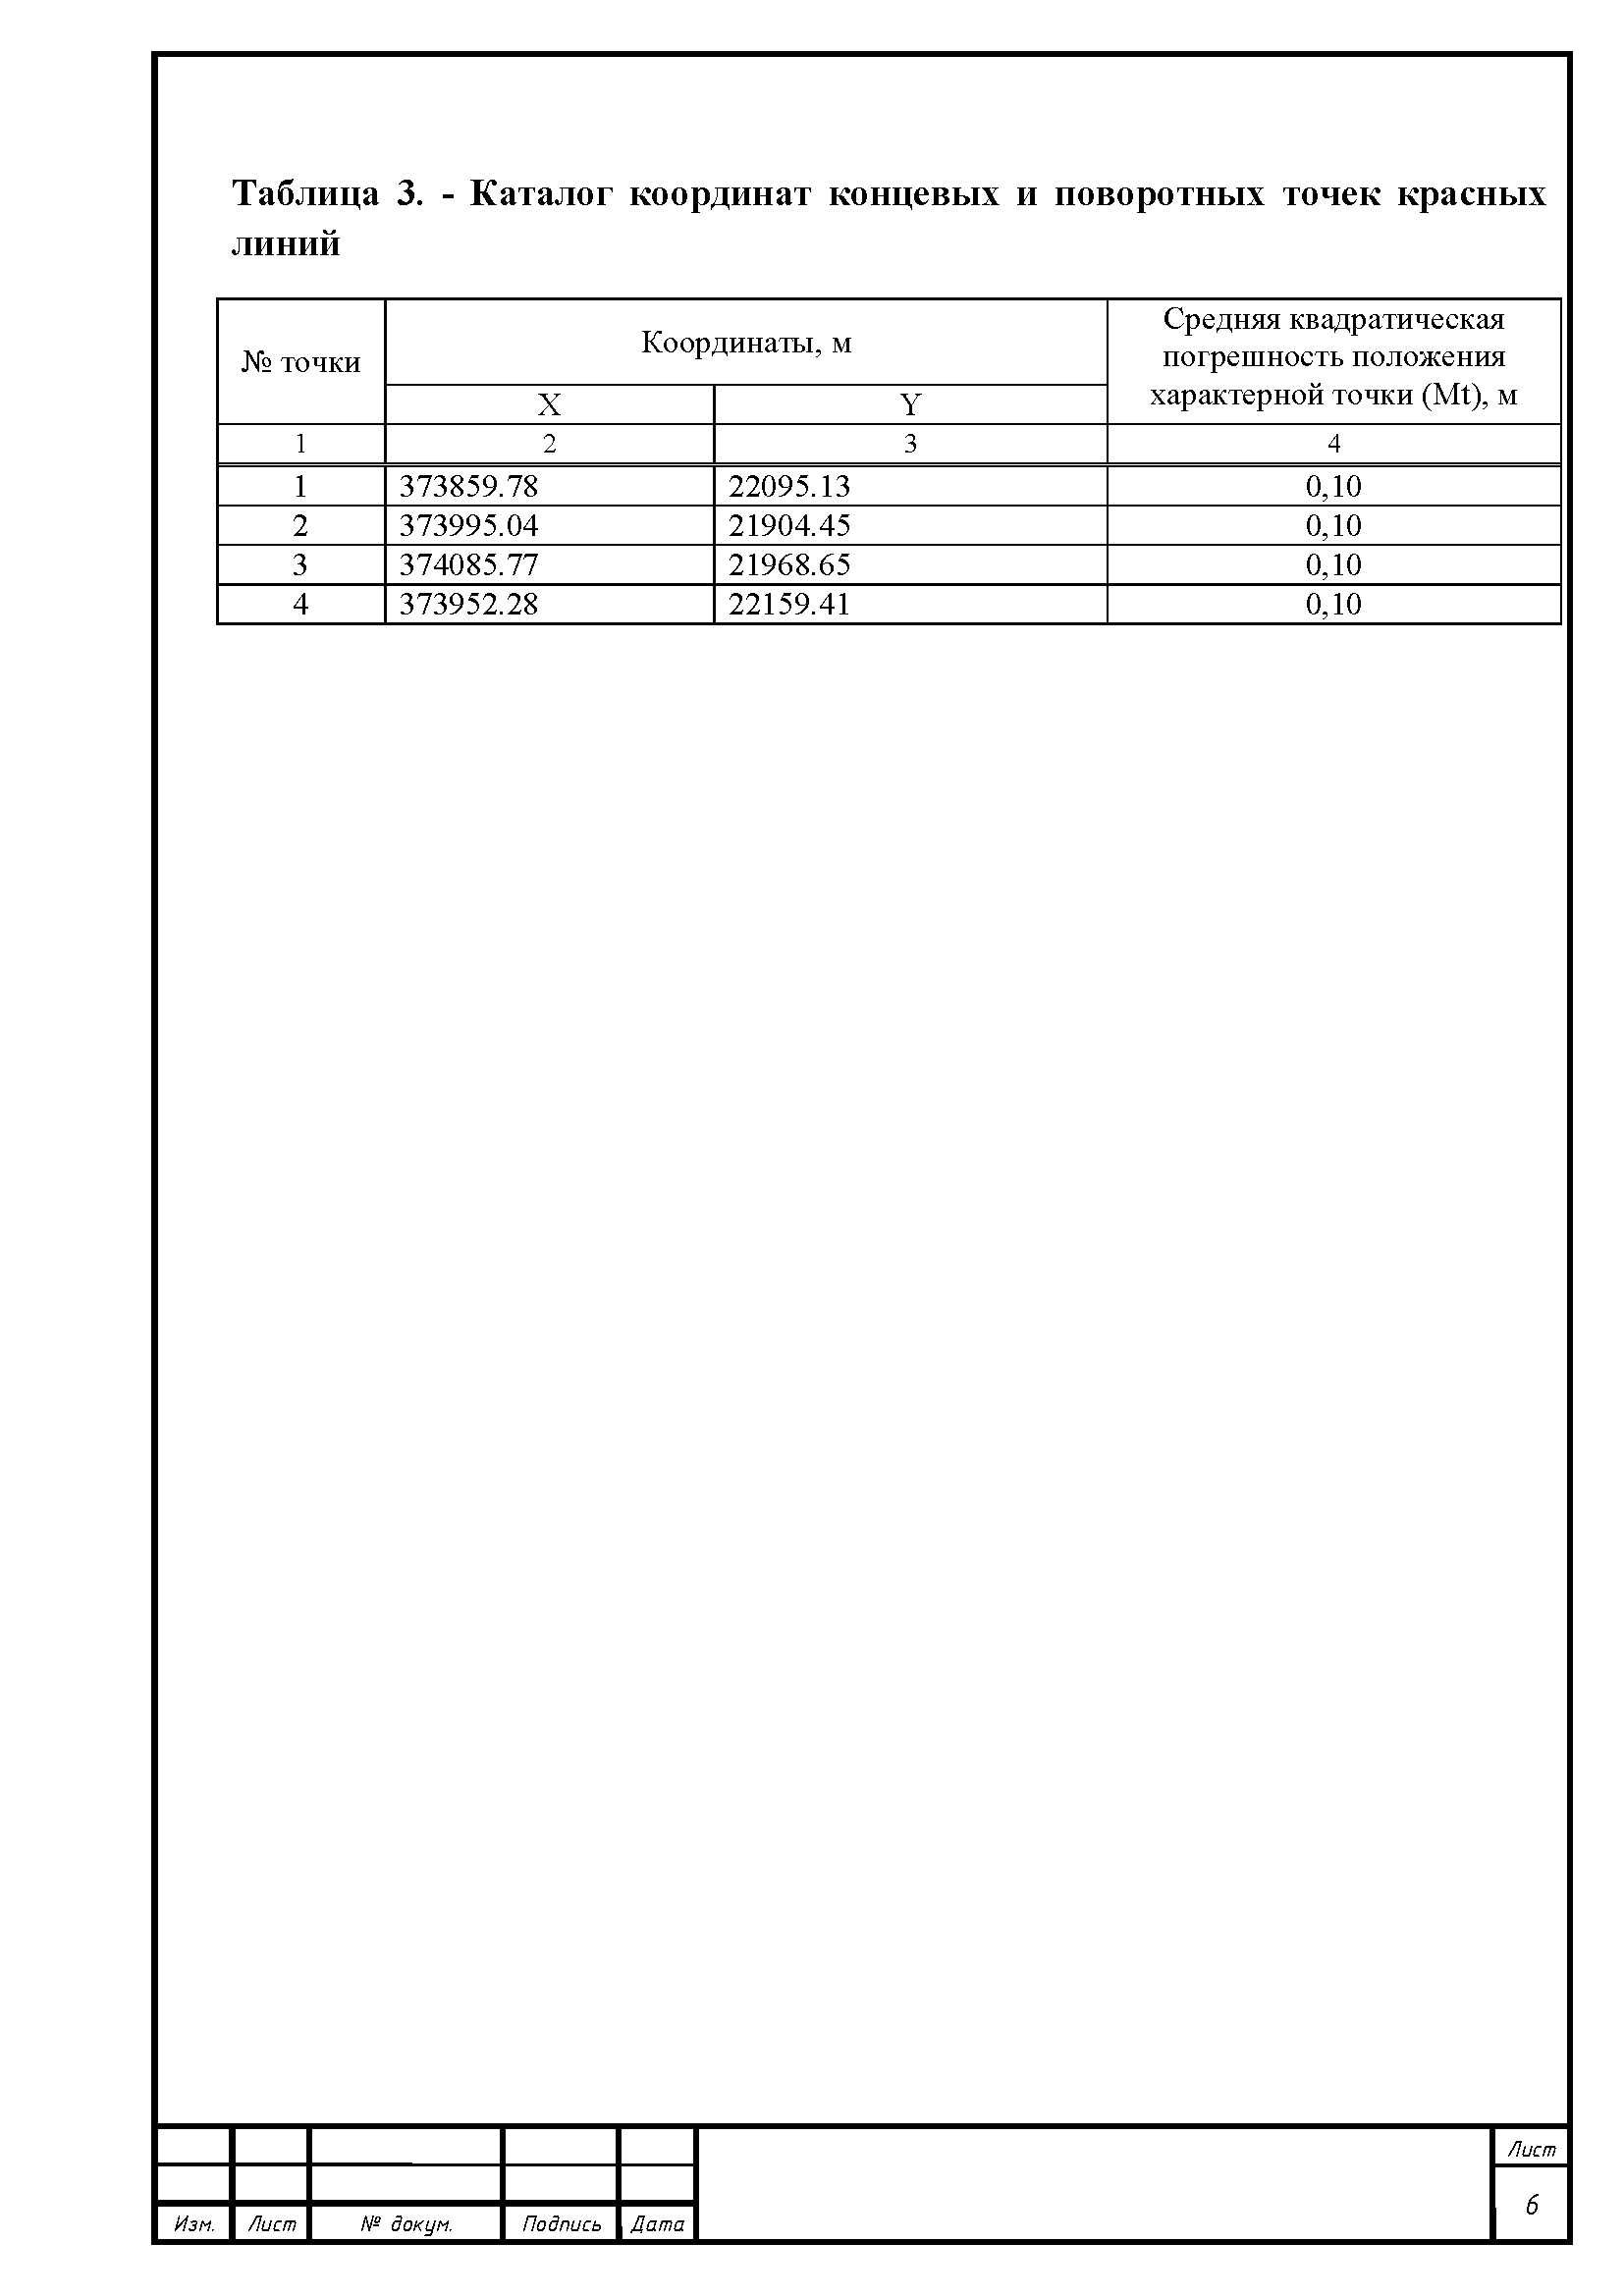 Таблица 3. - Каталог координат концевых и поворотных точек красных
линий
№ точки
Координаты, м
Средняя квадратическая
погрешность положения
характерной точки (Mt), м
X Y
1 2 3 4
1 373859.78 22095.13 0,10
2 373995.04 21904.45 0,10
3 374085.77 21968.65 0,10
4 373952.28 22159.41 0,10
Лист
6
Изм. Лист № докум. Подпись Дата